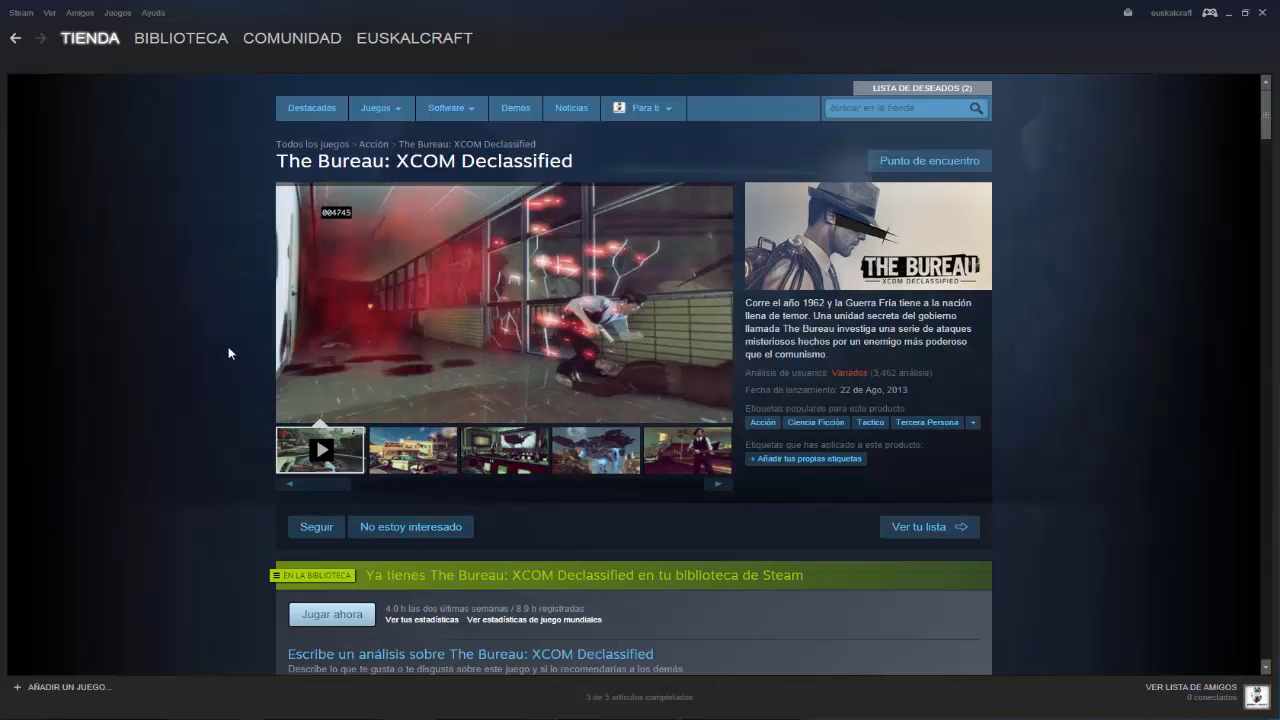 Steam Ver Amigos Juegos Ayuda
euskalcraft
TIENDA BIBLIOTECA COMUNIDAD EUSKALCRAFT
LISTA DE DESEADOS (2)
Destacados Juegos Software Demos Noticias Para ti
buscar en la tienda
Todos los juegos > Acción > The Bureau: XCOM Declassified
The Bureau: XCOM Declassified
Punto de encuentro
004745
THE BUREAU
XCOM DECLASSIFIED
Corre el año 1962 y la Guerra Fría tiene a la nación
llena de temor. Una unidad secreta del gobierno
llamada The Bureau investiga una serie de ataques
misteriosos hechos por un enemigo más poderoso
que el comunismo.
Análisis de usuarios: Variados (3,462 análisis)
Fecha de lanzamiento: 22 de Ago, 2013
Etiquetas populares para este producto:
Acción Ciencia Ficción Táctico Tercera Persona +
Etiquetas que has aplicado a este producto:
+ Añadir tus propias etiquetas
Seguir No estoy interesado Ver tu lista
EN LA BIBLIOTECA Ya tienes The Bureau: XCOM Declassified en tu biblioteca de Steam
Jugar ahora
4.0 h las dos últimas semanas / 8.9 h registradas
Ver tus estadísticas Ver estadísticas de juego mundiales
Escribe un análisis sobre The Bureau: XCOM Declassified
Describe lo que te gusta o te disgusta sobre este juego y si lo recomendarías a los demás.
+ AÑADIR UN JUEGO...
3 de 3 artículos completados
VER LISTA DE AMIGOS
0 conectados